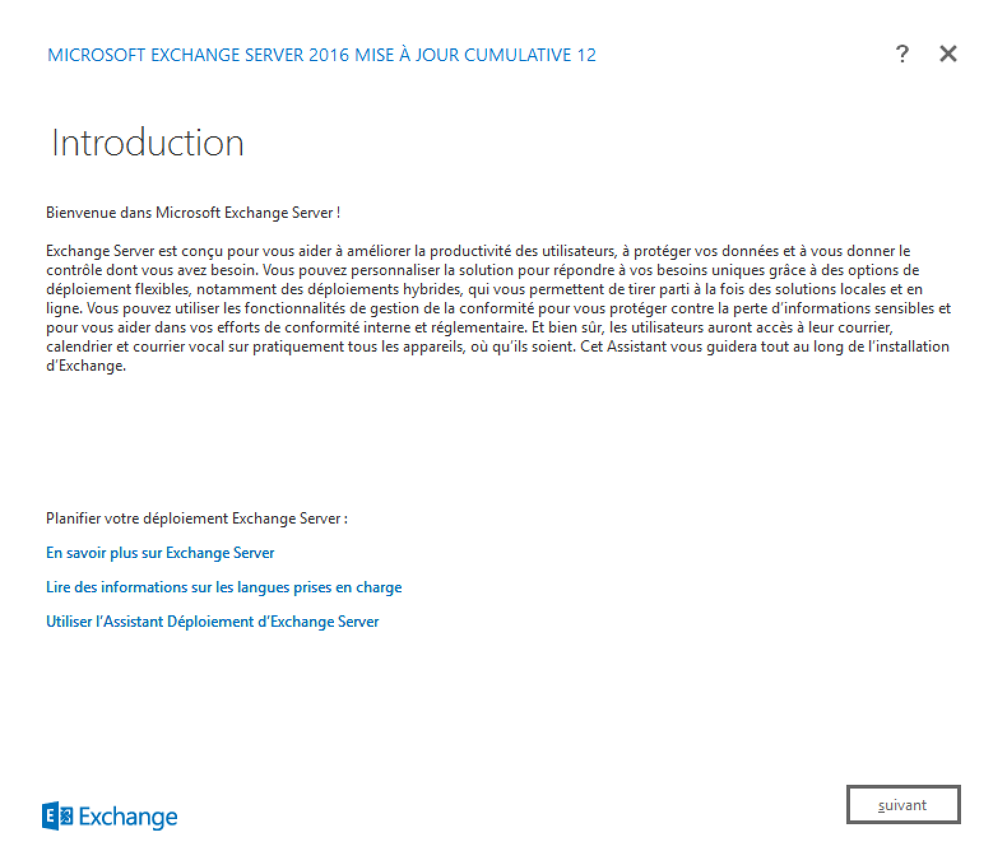 MICROSOFT EXCHANGE SERVER 2016 MISE À JOUR CUMULATIVE 12
?
Introduction
Bienvenue dans Microsoft Exchange Server !
Exchange Server est conçu pour vous aider à améliorer la productivité des utilisateurs, à protéger vos données et à vous donner le
contrôle dont vous avez besoin. Vous pouvez personnaliser la solution pour répondre à vos besoins uniques grâce à des options de
déploiement flexibles, notamment des déploiements hybrides, qui vous permettent de tirer parti à la fois des solutions locales et en
ligne. Vous pouvez utiliser les fonctionnalités de gestion de la conformité pour vous protéger contre la perte d’informations sensibles et
pour vous aider dans vos efforts de conformité interne et réglementaire. Et bien sûr, les utilisateurs auront accès à leur courrier,
calendrier et courrier vocal sur pratiquement tous les appareils, où qu’ils soient. Cet Assistant vous guidera tout au long de l’installation
d’Exchange.
Planifier votre déploiement Exchange Server :
En savoir plus sur Exchange Server
Lire des informations sur les langues prises en charge
Utiliser l’Assistant Déploiement d’Exchange Server
E Exchange
suivant